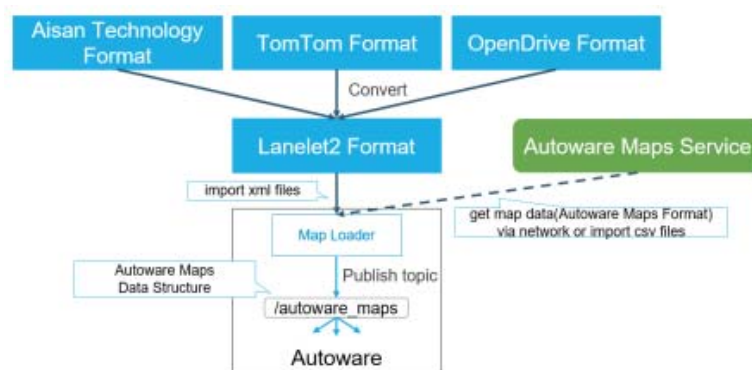 Aisan Technology
Format
TomTom Format
OpenDrive Format
Convert
Lanelet2 Format
Autoware Maps Service
import xml files
get map data(Autoware Maps Format)
via network or import csv files
Map Loader
Autoware Maps
Data Structure
Publish topic
/autoware_maps
Autoware